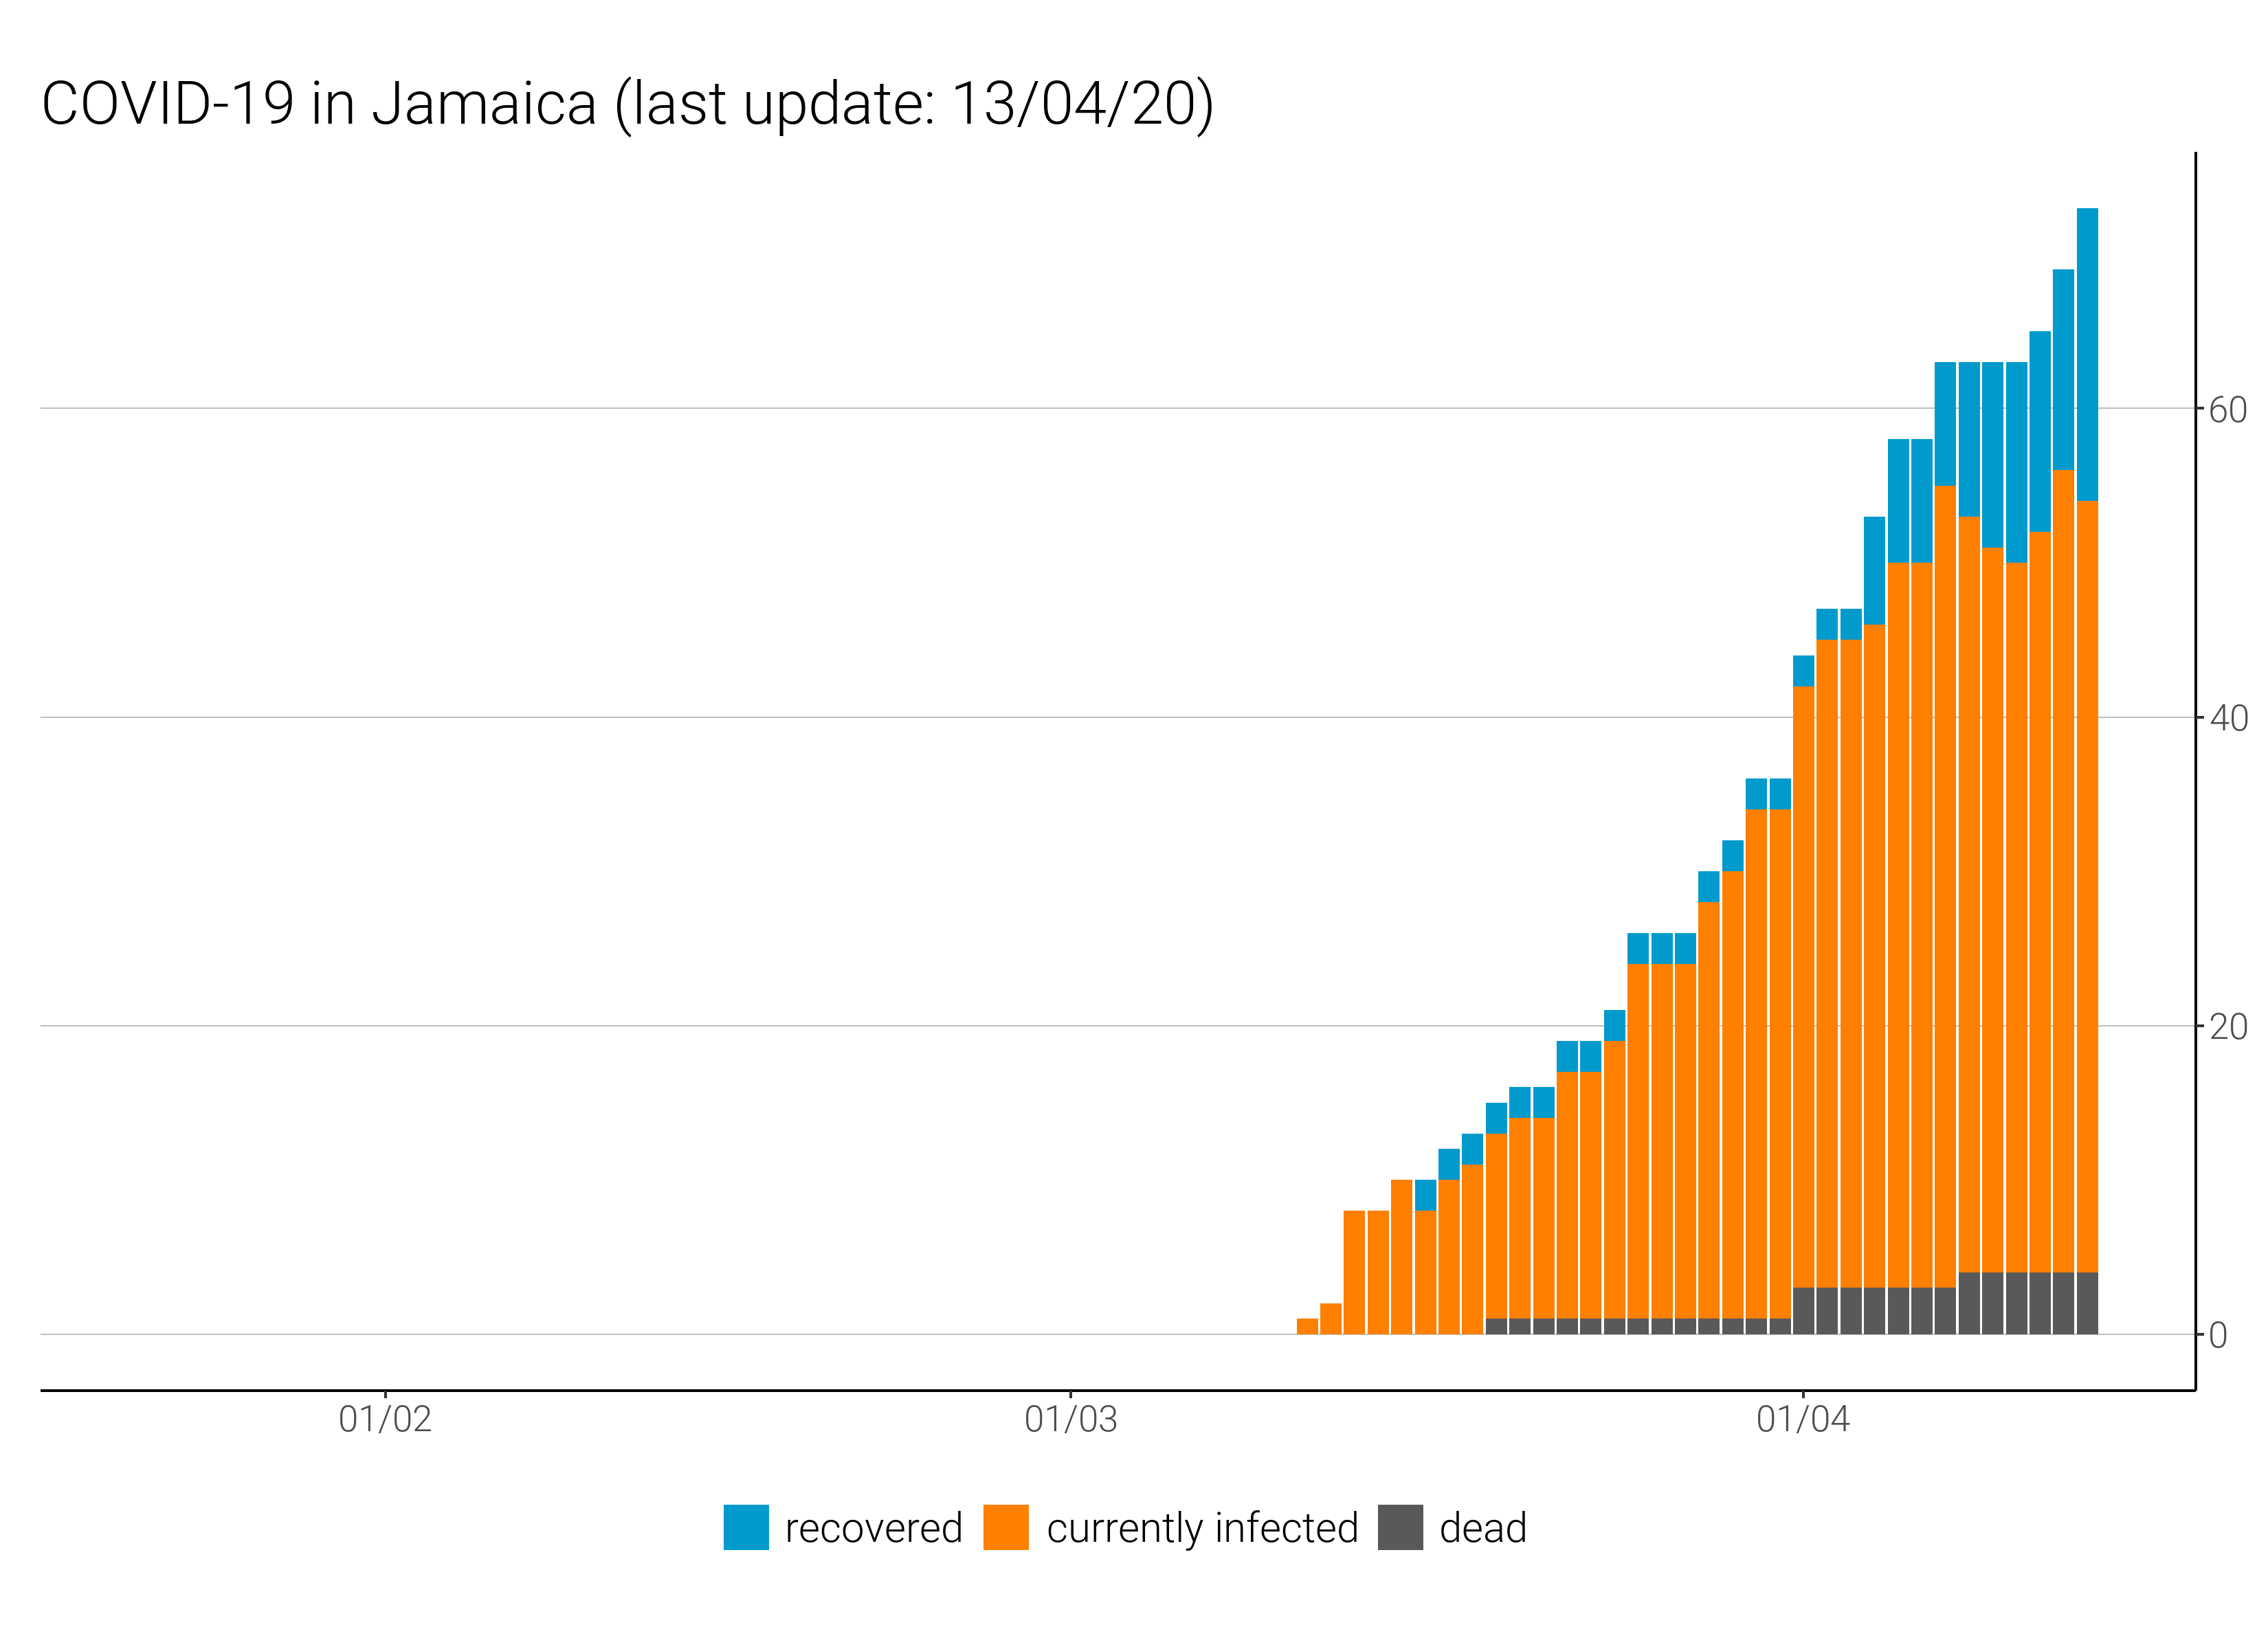 COVID-19 in Jamaica (last update: 13/04/20)
60
40
20
0
01/02 01/03 01/04
recovered currently infected dead